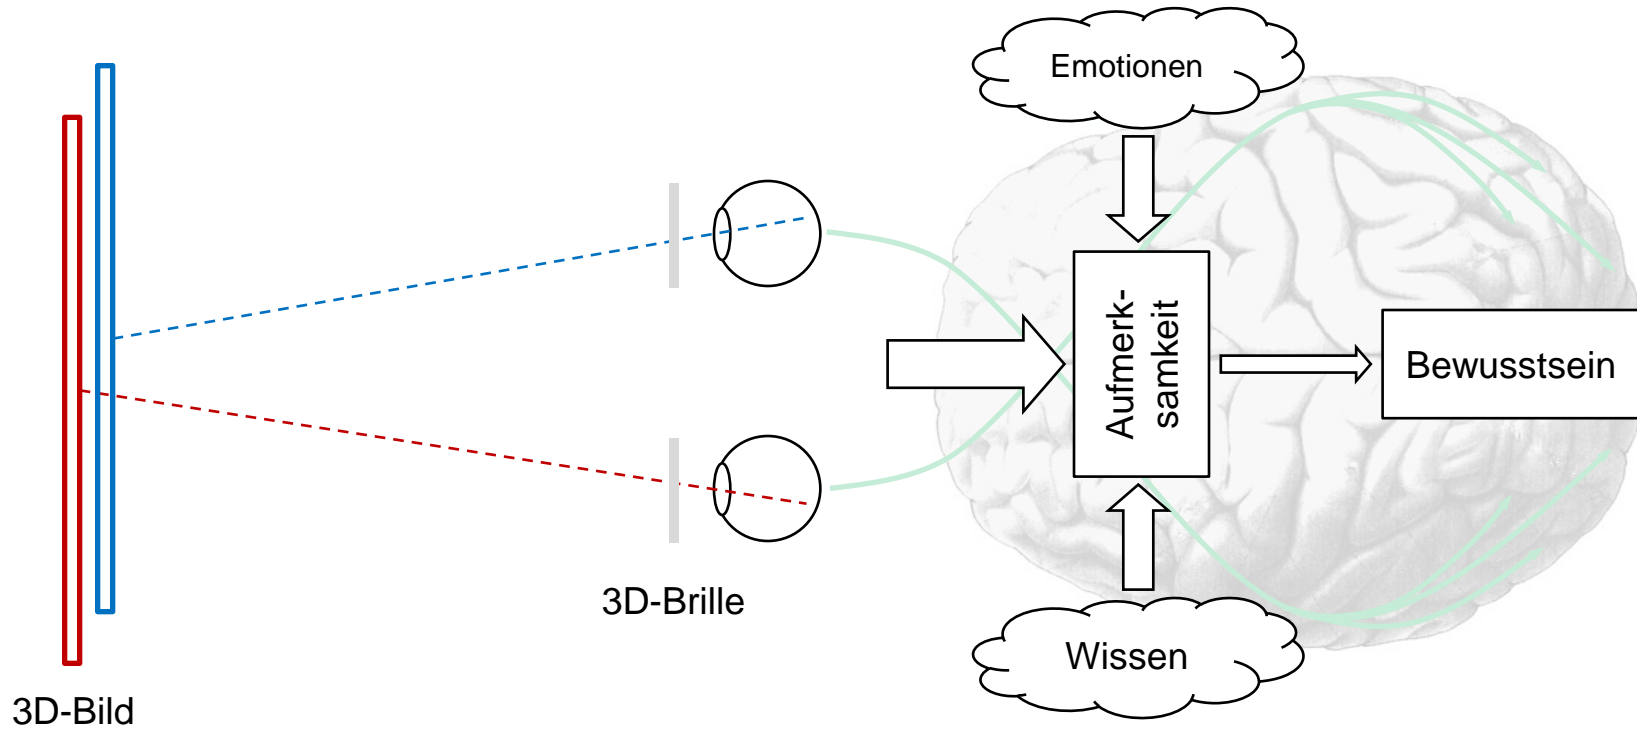 Emotionen
Aufmerk-
samkeit
Bewusstsein
3D-Brille
Wissen
3D-Bild